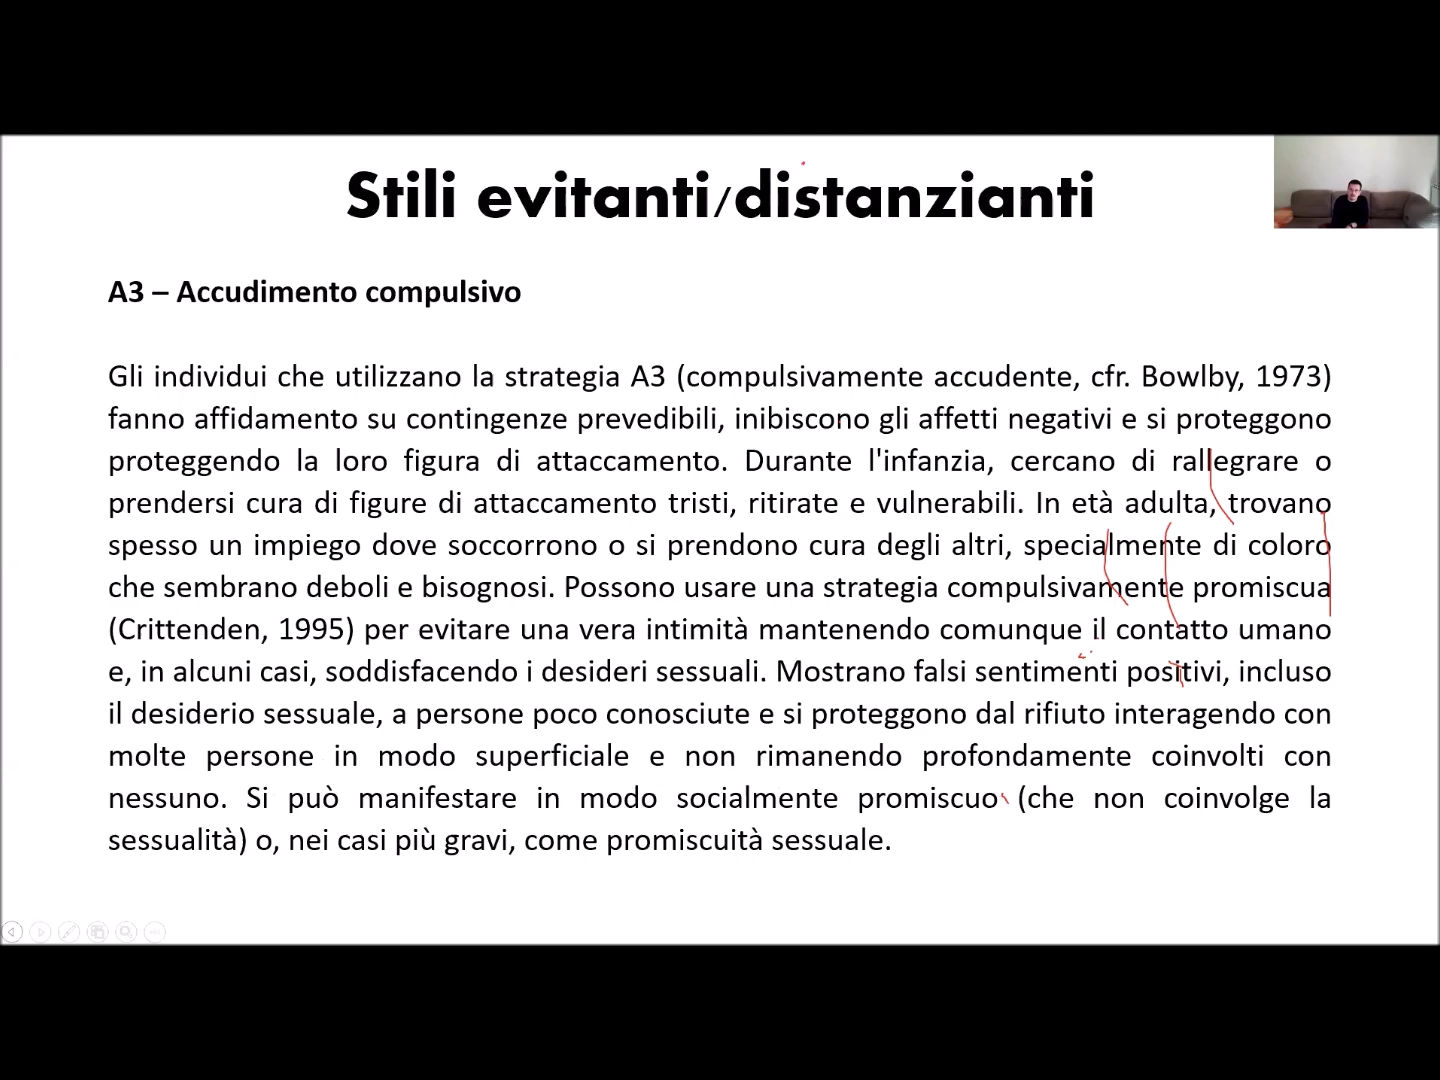 Stili evitanti/distanzianti
A3 – Accudimento compulsivo
Gli individui che utilizzano la strategia A3 (compulsivamente accudente, cfr. Bowlby, 1973)
fanno affidamento su contingenze prevedibili, inibiscono gli affetti negativi e si proteggono
proteggendo la loro figura di attaccamento. Durante l'infanzia, cercano di rallegrare o
prendersi cura di figure di attaccamento tristi, ritirate e vulnerabili. In età adulta, trovano
spesso un impiego dove soccorrono o si prendono cura degli altri, specialmente di coloro
che sembrano deboli e bisognosi. Possono usare una strategia compulsivamente promiscua
(Crittenden, 1995) per evitare una vera intimità mantenendo comunque il contatto umano
e, in alcuni casi, soddisfacendo i desideri sessuali. Mostrano falsi sentimenti positivi, incluso
il desiderio sessuale, a persone poco conosciute e si proteggono dal rifiuto interagendo con
molte persone in modo superficiale e non rimanendo profondamente coinvolti con
nessuno. Si può manifestare in modo socialmente promiscuo (che non coinvolge la
sessualità) o, nei casi più gravi, come promiscuità sessuale.